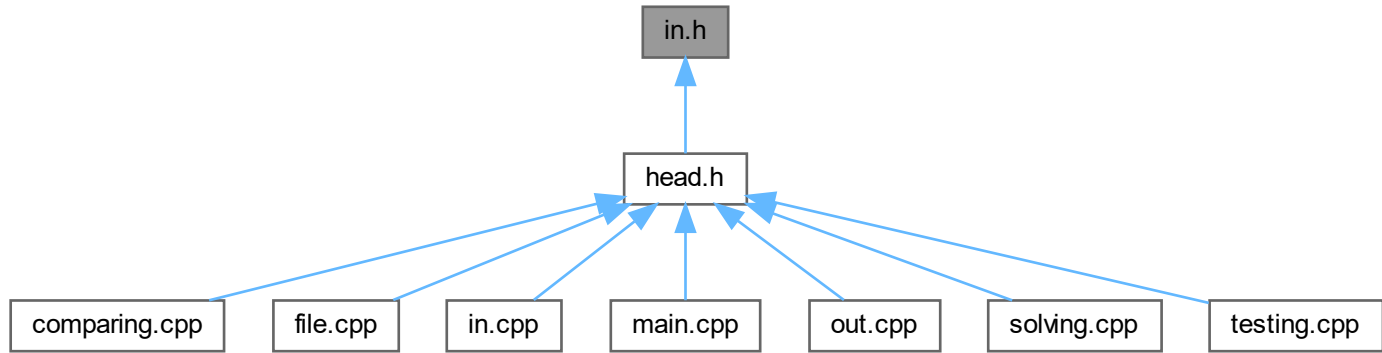 in.h
head.h
comparing.cpp
file.cpp
in.cpp
main.cpp
out.cpp
solving.cpp
testing.cpp